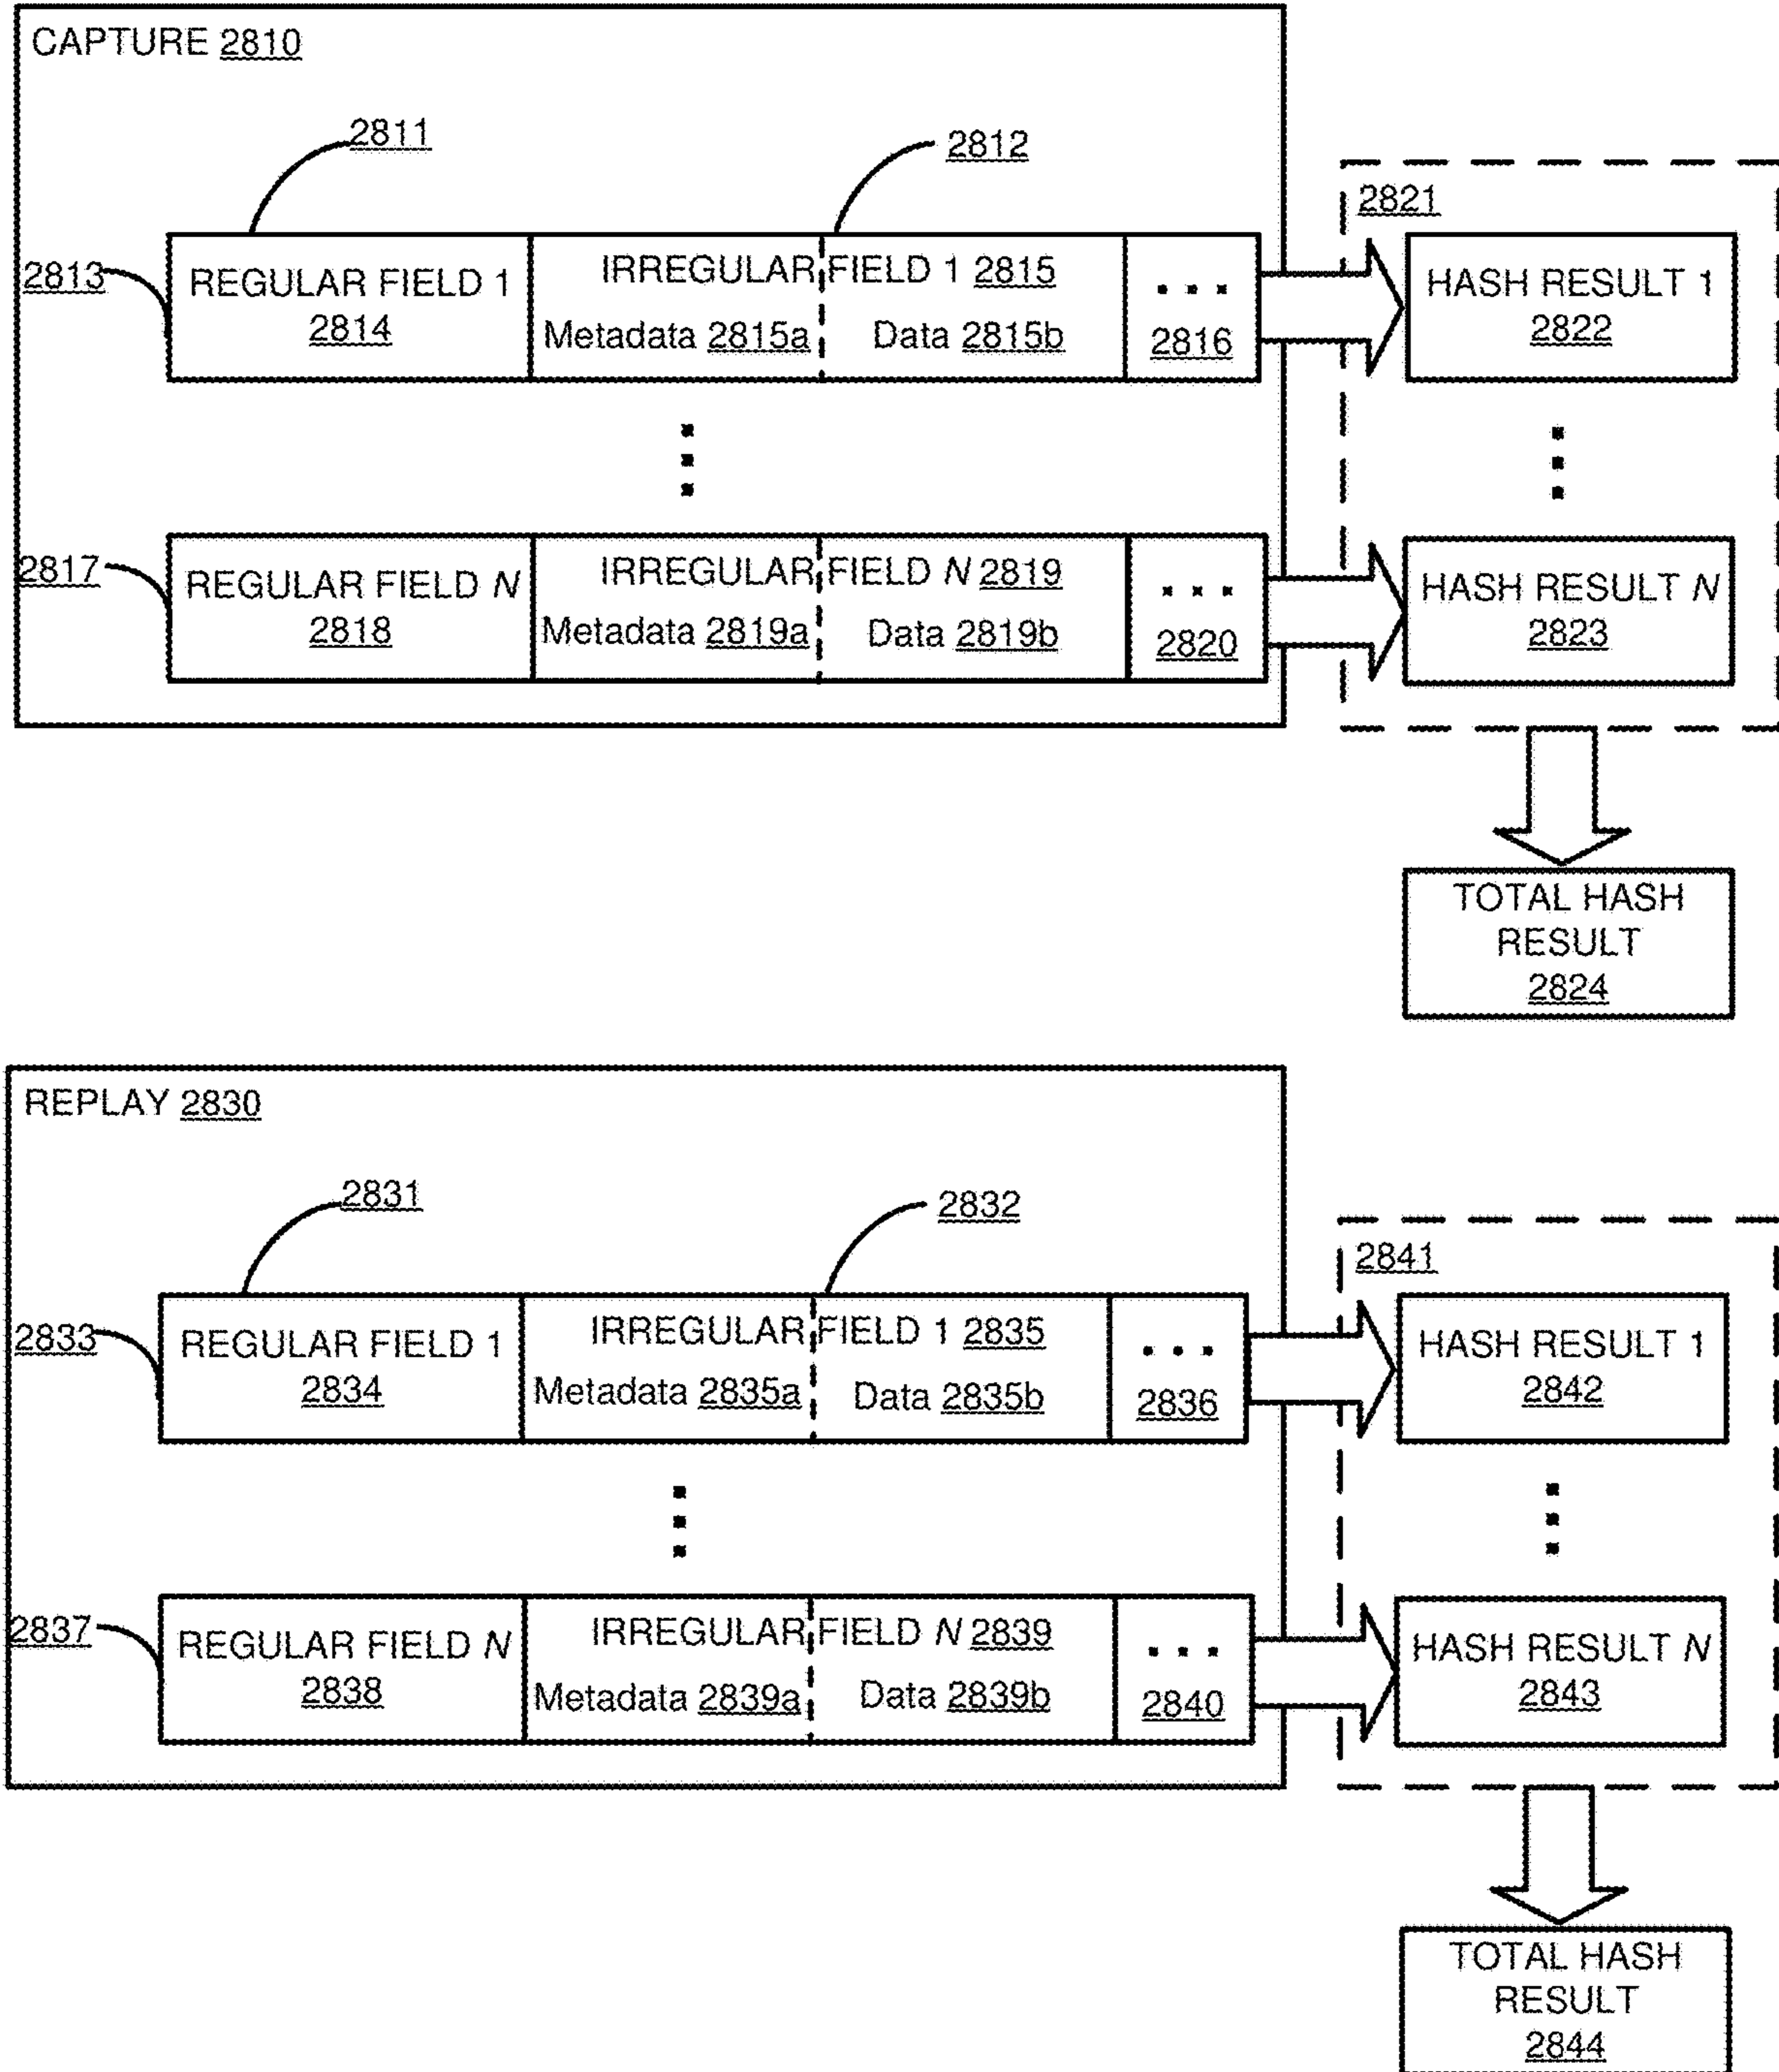 CAPTURE 2810
2811
2812
2821
2813
REGULAR FIELD 1
2814
IRREGULAR FIELD 1 2815
Metadata 2815a
Data 2815b
...
2816
HASH RESULT 1
2822
2817
REGULAR FIELD N
2818
IRREGULAR FIELD N 2819
Metadata 2819a
Data 2819b
...
2820
HASH RESULT N
2823
TOTAL HASH
RESULT
2824
REPLAY 2830
2831
2832
2841
2833
REGULAR FIELD 1
2834
IRREGULAR FIELD 1 2835
Metadata 2835a
Data 2835b
...
2836
HASH RESULT 1
2842
2837
REGULAR FIELD N
2838
IRREGULAR FIELD N 2839
Metadata 2839a
Data 2839b
...
2840
HASH RESULT N
2843
TOTAL HASH
RESULT
2844